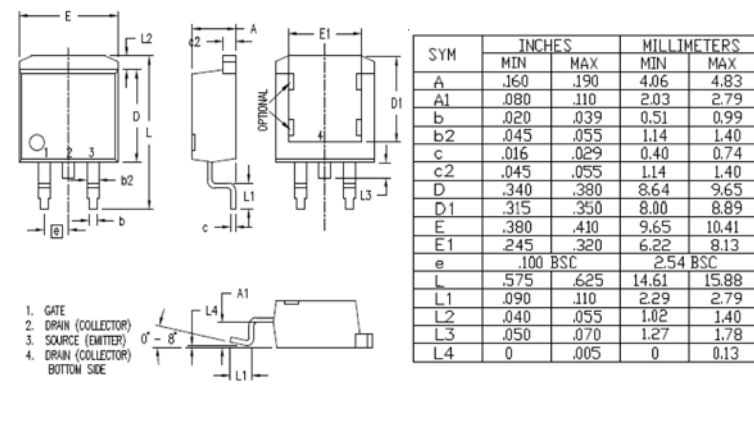 E
A
E1
L2
c2
OPTIONAL
D
L
D1
1 2 3
4
b2
b
e
L1
c
L3
A1
L4
0° - 8°
L1
1. GATE
2. DRAIN (COLLECTOR)
3. SOURCE (EMITTER)
4. DRAIN (COLLECTOR)
BOTTOM SIDE
SYM INCHES MILLIMETERS
MIN MAX MIN MAX
A .160 .190 4.06 4.83
A1 .080 .110 2.03 2.79
b .020 .039 0.51 0.99
b2 .045 .055 1.14 1.40
c .016 .029 0.40 0.74
c2 .045 .055 1.14 1.40
D .340 .380 8.64 9.65
D1 .315 .350 8.00 8.89
E .380 .410 9.65 10.41
E1 .245 .320 6.22 8.13
e .100 BSC 2.54 BSC
L .575 .625 14.61 15.88
L1 .090 .110 2.29 2.79
L2 .040 .055 1.02 1.40
L3 .050 .070 1.27 1.78
L4 0 .005 0 0.13